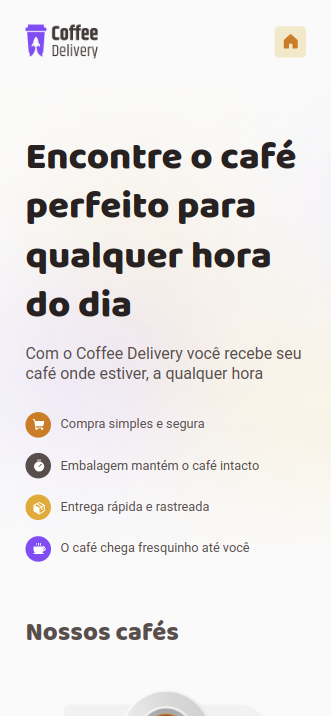 Coffee
Delivery
Encontre o café
perfeito para
qualquer hora
do dia
Com o Coffee Delivery você recebe seu
café onde estiver, a qualquer hora
Compra simples e segura
Embalagem mantém o café intacto
Entrega rápida e rastreada
O café chega fresquinho até você
Nossos cafés